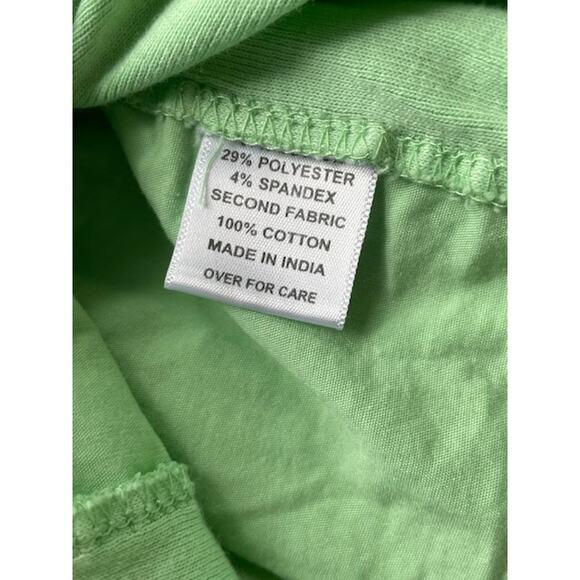 29% POLYESTER
4% SPANDEX
SECOND FABRIC
100% COTTON
MADE IN INDIA
OVER FOR CARE